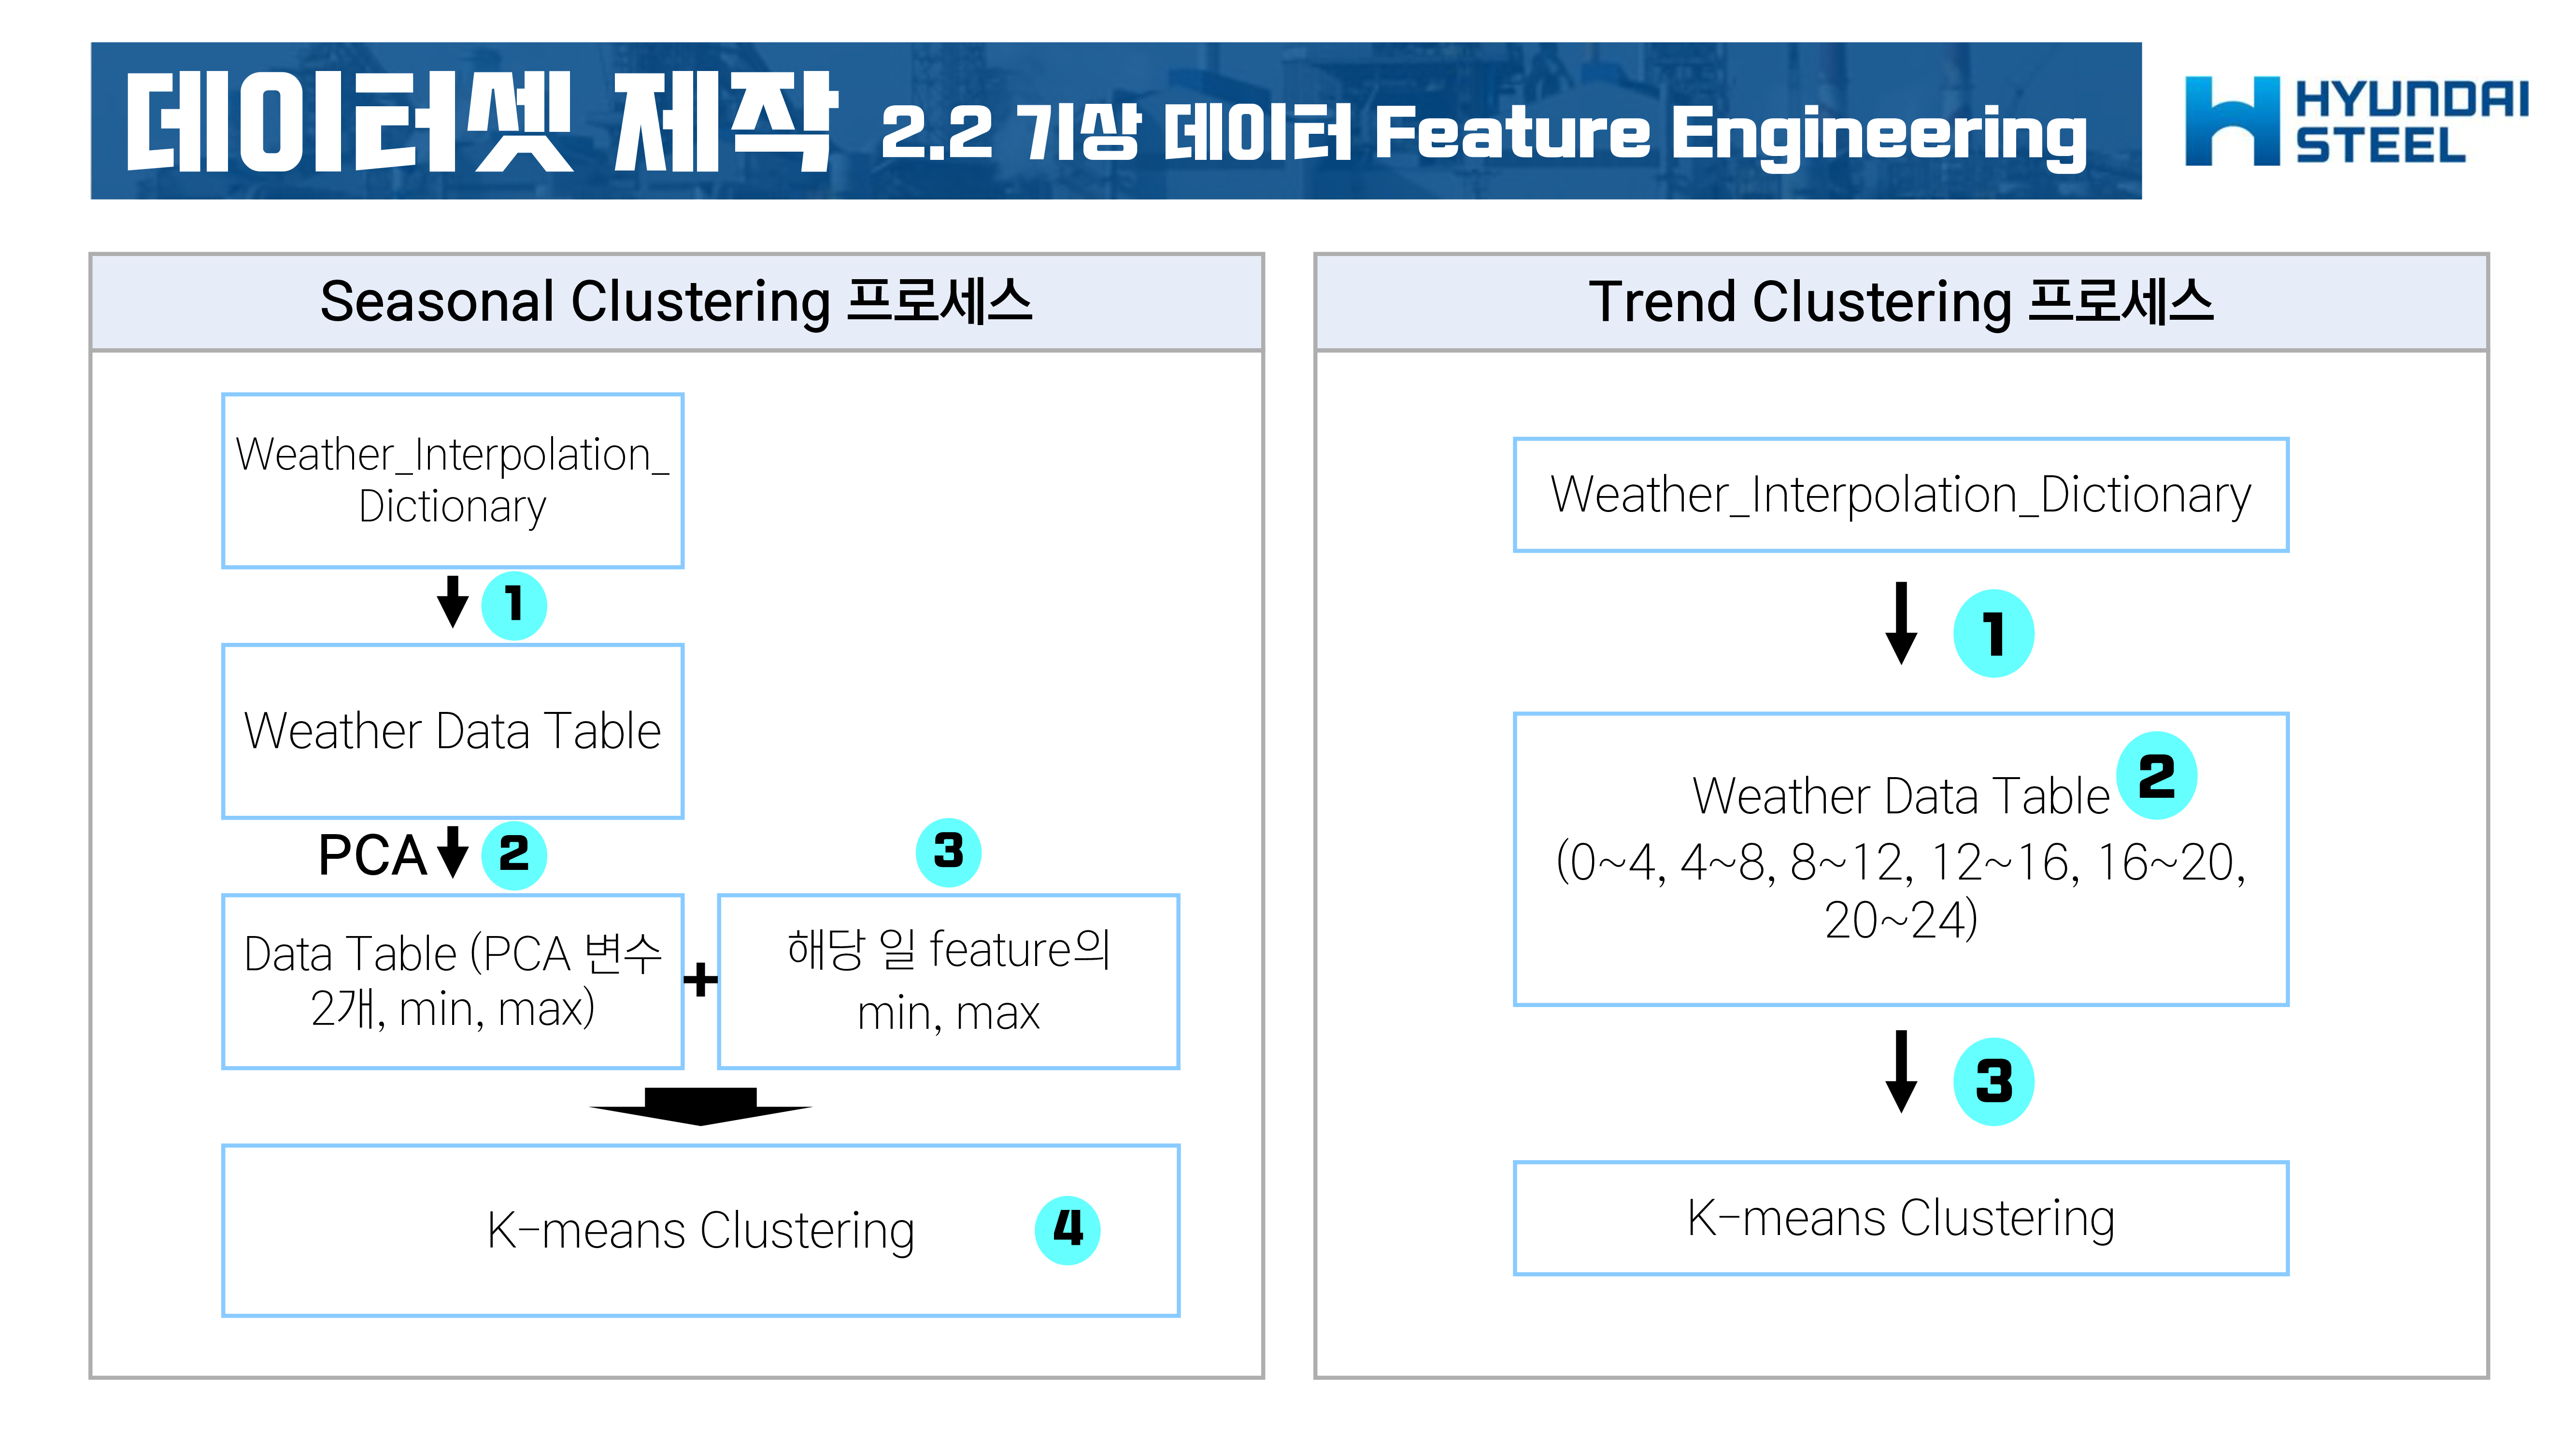 데이터셋 제작 2.2 기상 데이터 Feature Engineering
HYUNDAI
STEEL
Seasonal Clustering 프로세스
Weather_Interpolation_
Dictionary
1
Weather Data Table
PCA
2
3
Data Table (PCA 변수
2개, min, max)
+
해당 일 feature의
min, max
K-means Clustering
4
Trend Clustering 프로세스
Weather_Interpolation_Dictionary
1
Weather Data Table
2
(0~4, 4~8, 8~12, 12~16, 16~20,
20~24)
3
K-means Clustering